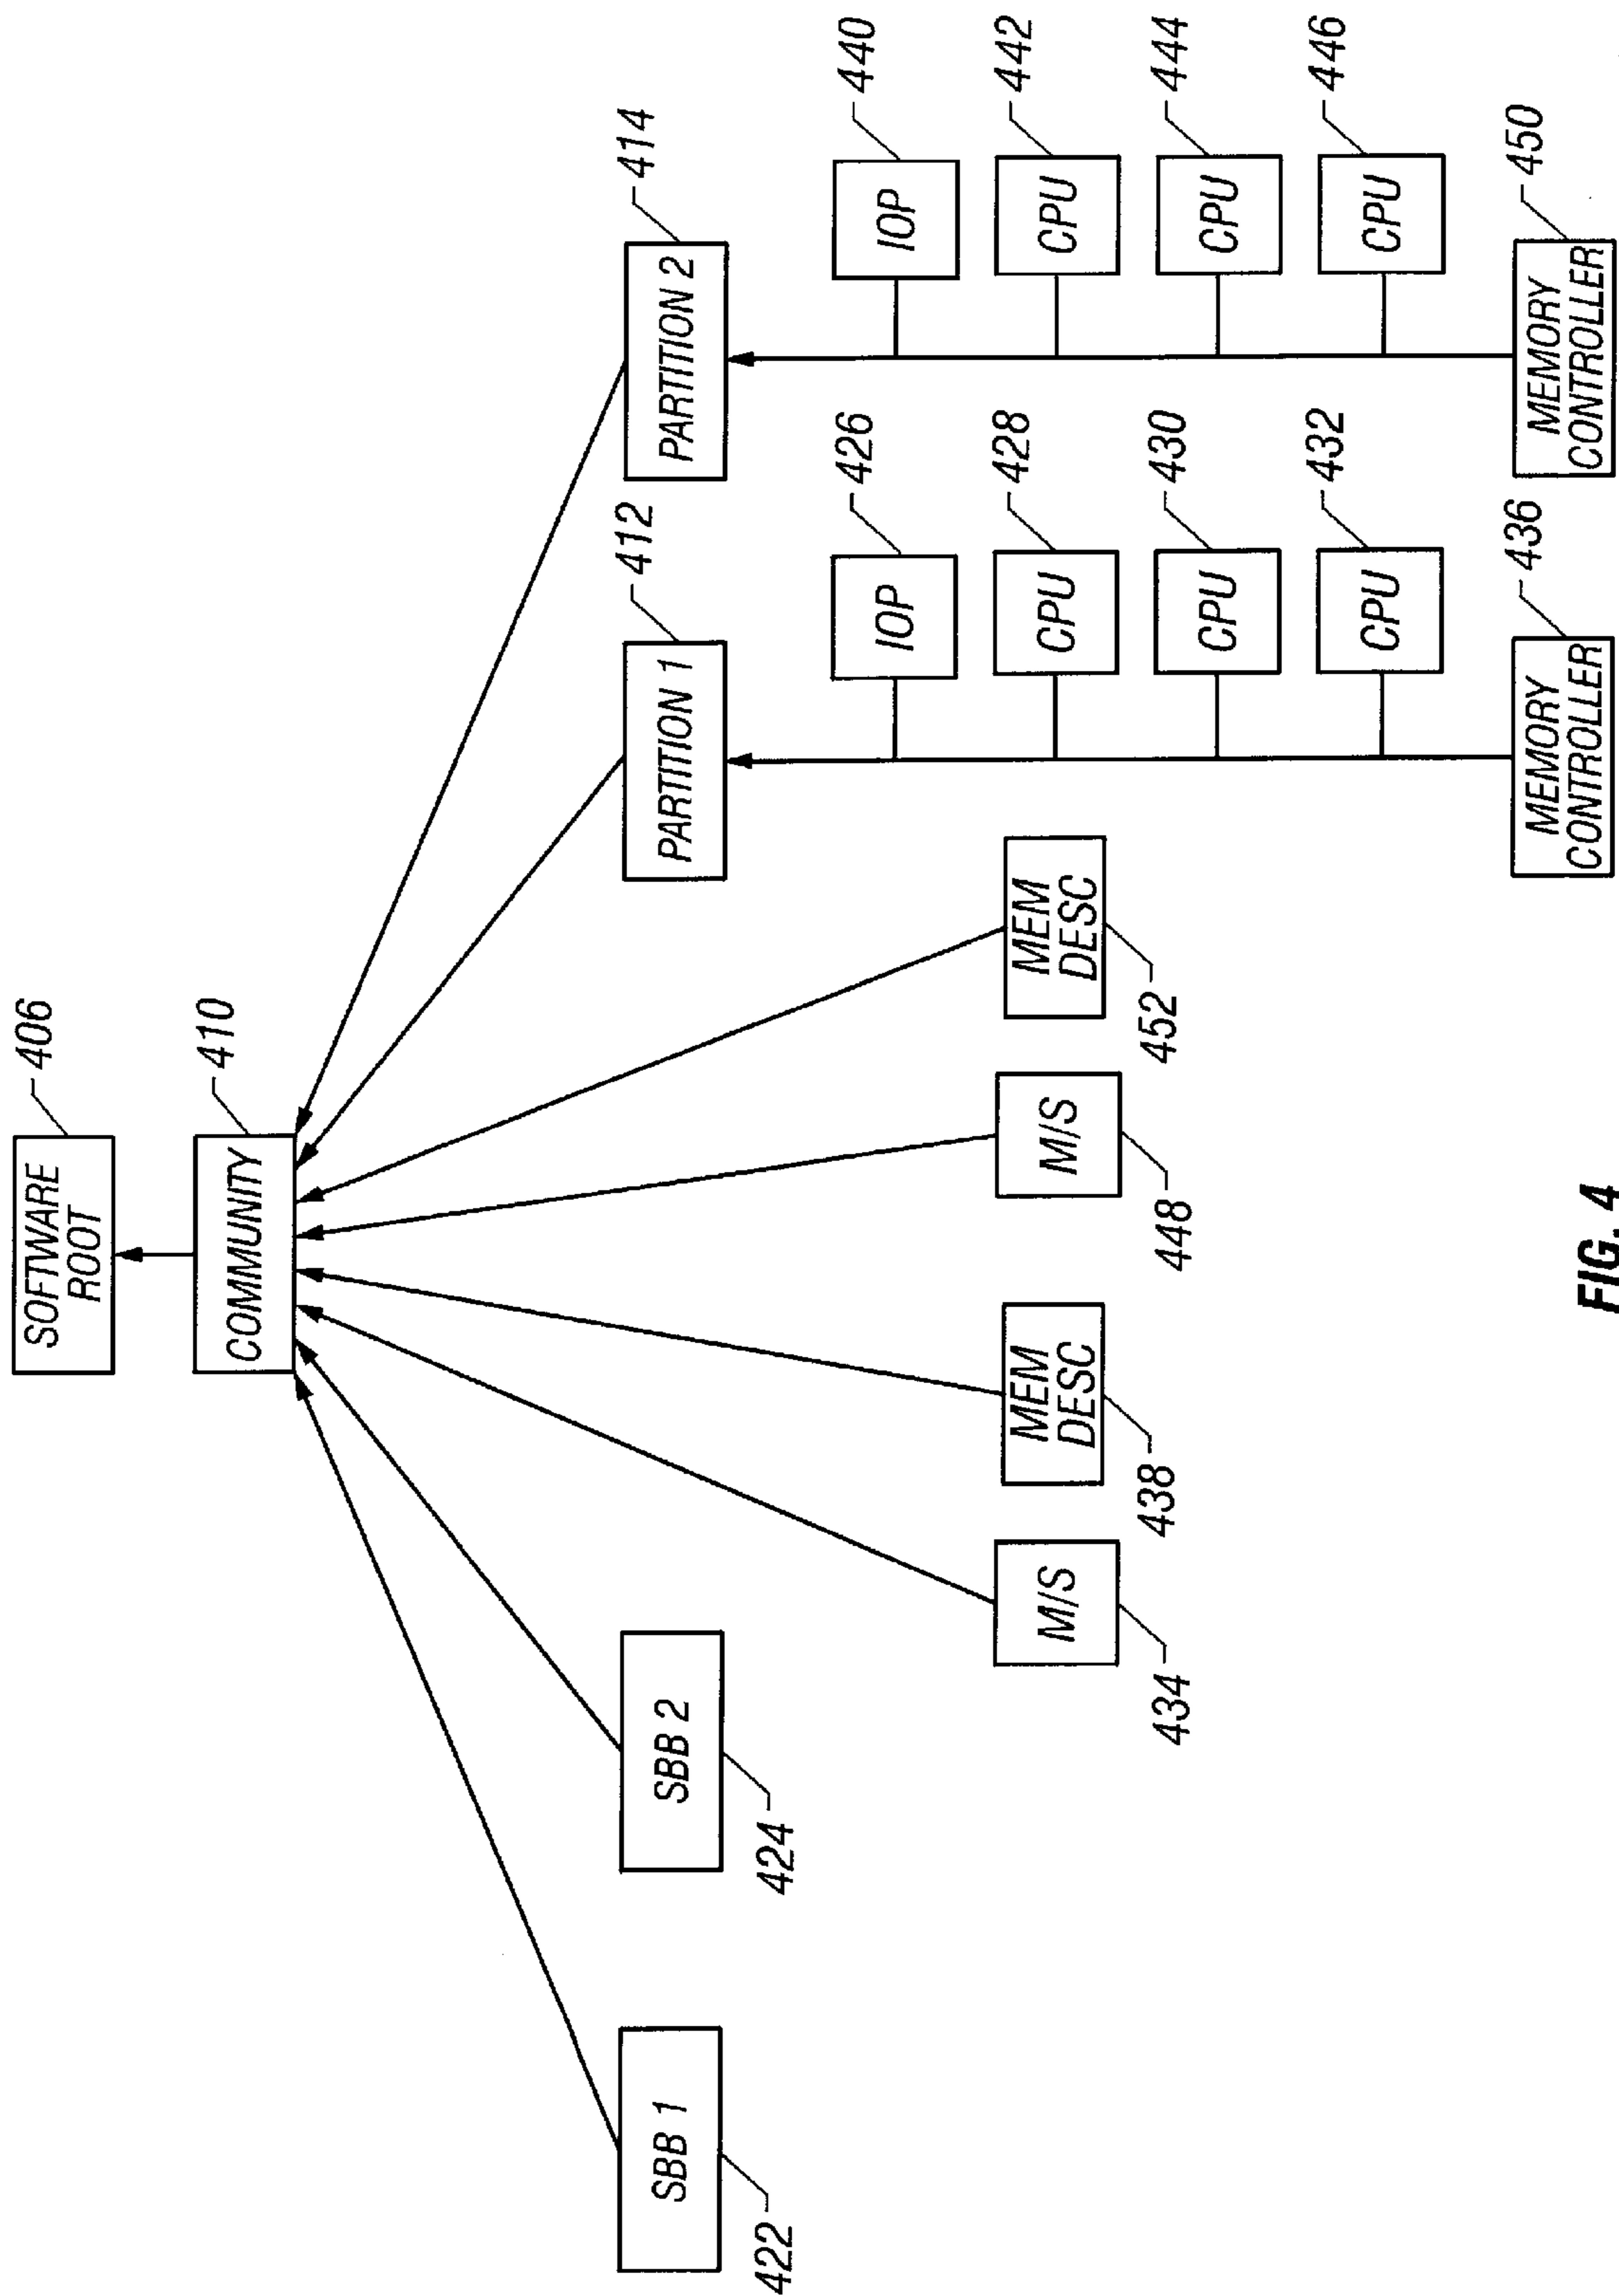 SOFTWARE
ROOT
406
COMMUNITY
410
SBB 1
422
SBB 2
424
PARTITION 1
412
PARTITION 2
414
M/S
434
MEM
DESC
438
M/S
448
MEM
DESC
452
IOP
426
CPU
428
CPU
430
CPU
432
MEMORY
CONTROLLER
436
IOP
440
CPU
442
CPU
444
CPU
446
MEMORY
CONTROLLER
450
FIG. 4